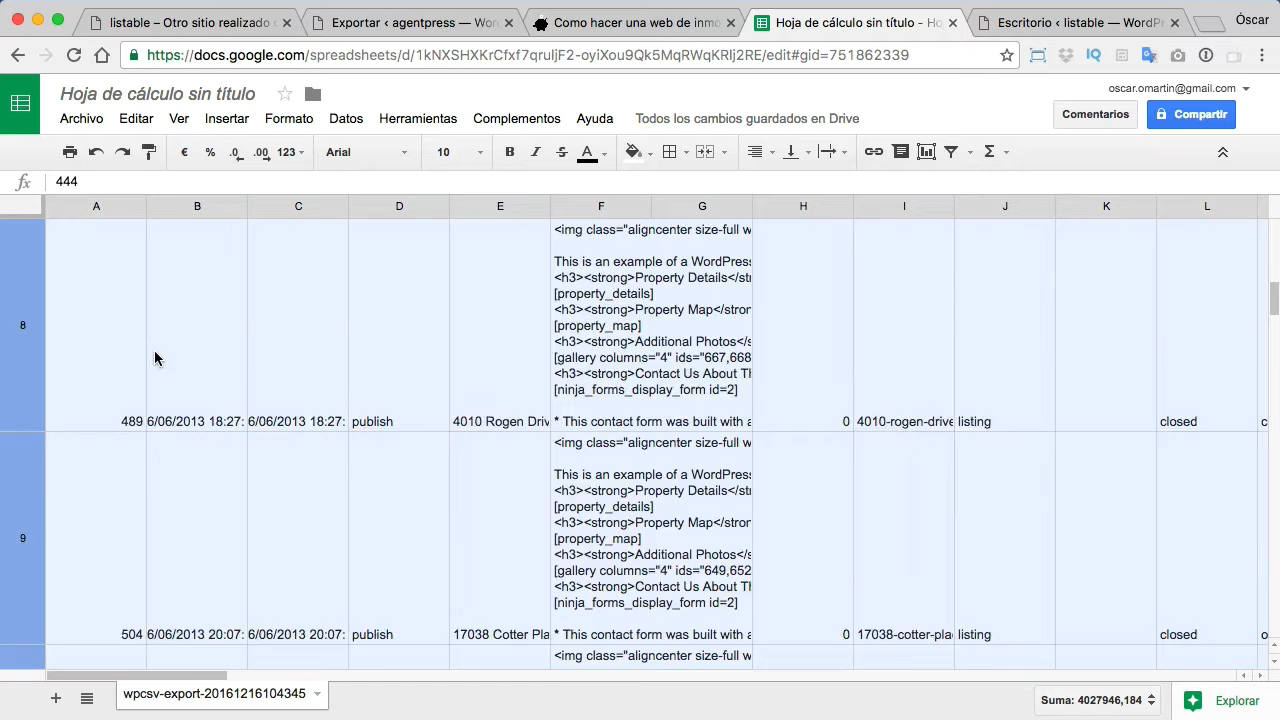 listable – Otro sitio realizado
Exportar ‹ agentpress — Wor
Como hacer una web de inmo
Hoja de cálculo sin título - Ho
Escritorio ‹ listable — WordPr
Óscar
https://docs.google.com/spreadsheets/d/1kNXSHXKrCfxf7qruljF2-oyiXou9Qk5MqRWqKRlj2RE/edit#gid=751862339
Hoja de cálculo sin título
oscar.omartin@gmail.com
Archivo Editar Ver Insertar Formato Datos Herramientas Complementos Ayuda Todos los cambios guardados en Drive
Comentarios
Compartir
€ % .0 .00 123 Arial 10 B I S A
fx 444
A B C D E F G H I J K L
<img class="aligncenter size-full w
This is an example of a WordPress
<h3><strong>Property Details</str
[property_details]
<h3><strong>Property Map</stron
8
[property_map]
<h3><strong>Additional Photos</s
[gallery columns="4" ids="667,668
<h3><strong>Contact Us About Th
[ninja_forms_display_form id=2]
489 6/06/2013 18:27: 6/06/2013 18:27: publish 4010 Rogen Driv * This contact form was built with a 0 4010-rogen-drive listing closed c
<img class="aligncenter size-full w
This is an example of a WordPress
<h3><strong>Property Details</str
[property_details]
<h3><strong>Property Map</stron
9
[property_map]
<h3><strong>Additional Photos</s
[gallery columns="4" ids="649,652
<h3><strong>Contact Us About Th
[ninja_forms_display_form id=2]
504 6/06/2013 20:07: 6/06/2013 20:07: publish 17038 Cotter Pla * This contact form was built with a 0 17038-cotter-pla listing closed o
<img class="aligncenter size-full w
wpcsv-export-20161216104345
Suma: 4027946,184
Explorar